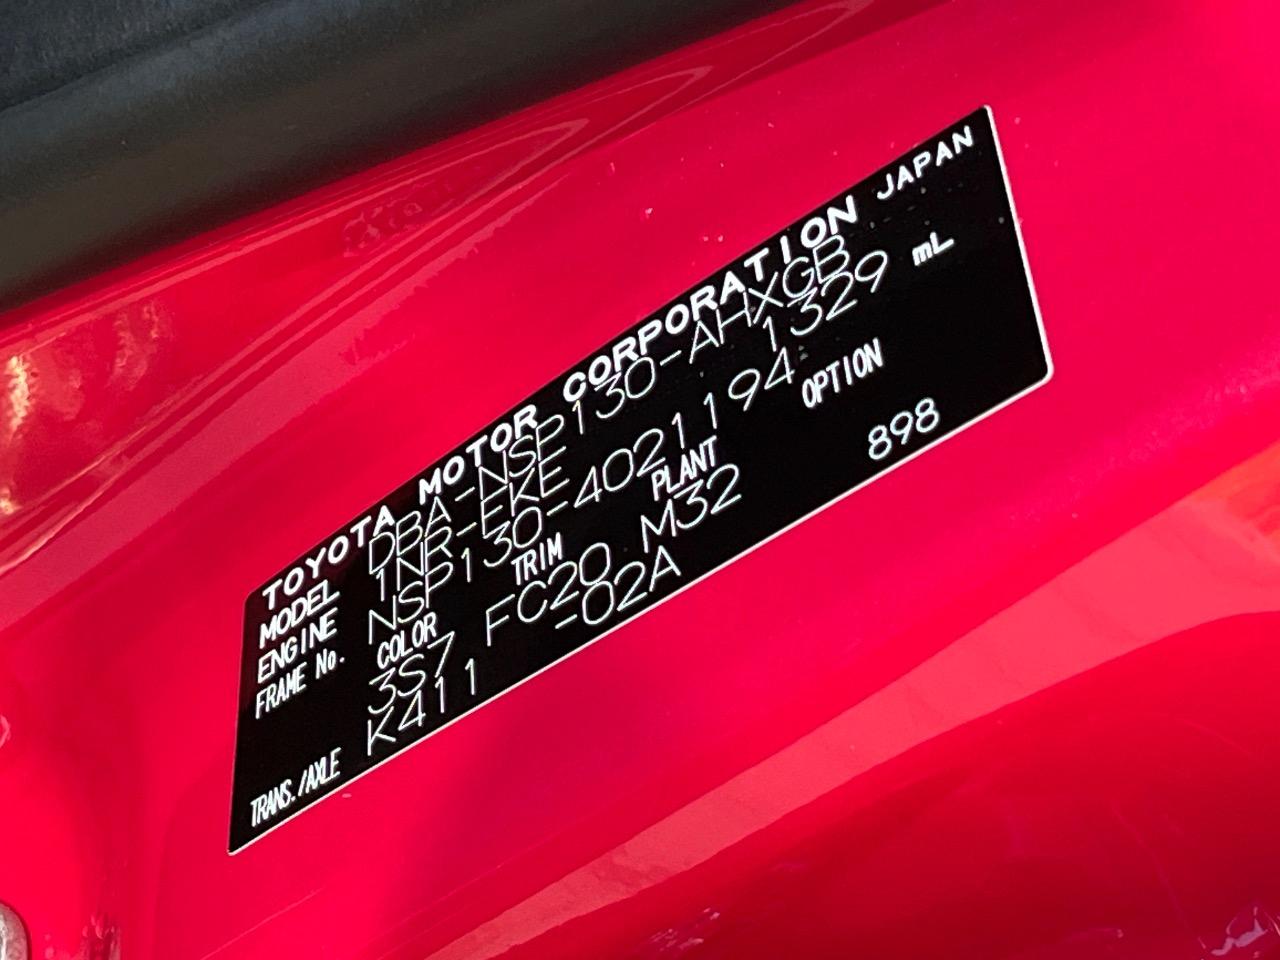 TOYOTA MOTOR CORPORATION JAPAN
MODEL DBA-NSP130-AHXGB
ENGINE 1NR-EKE 1329 mL
FRAME No. NSP130-4021194
COLOR TRIM PLANT OPTION
3S7 FC20 M32 898
TRANS./AXLE K411 -02A